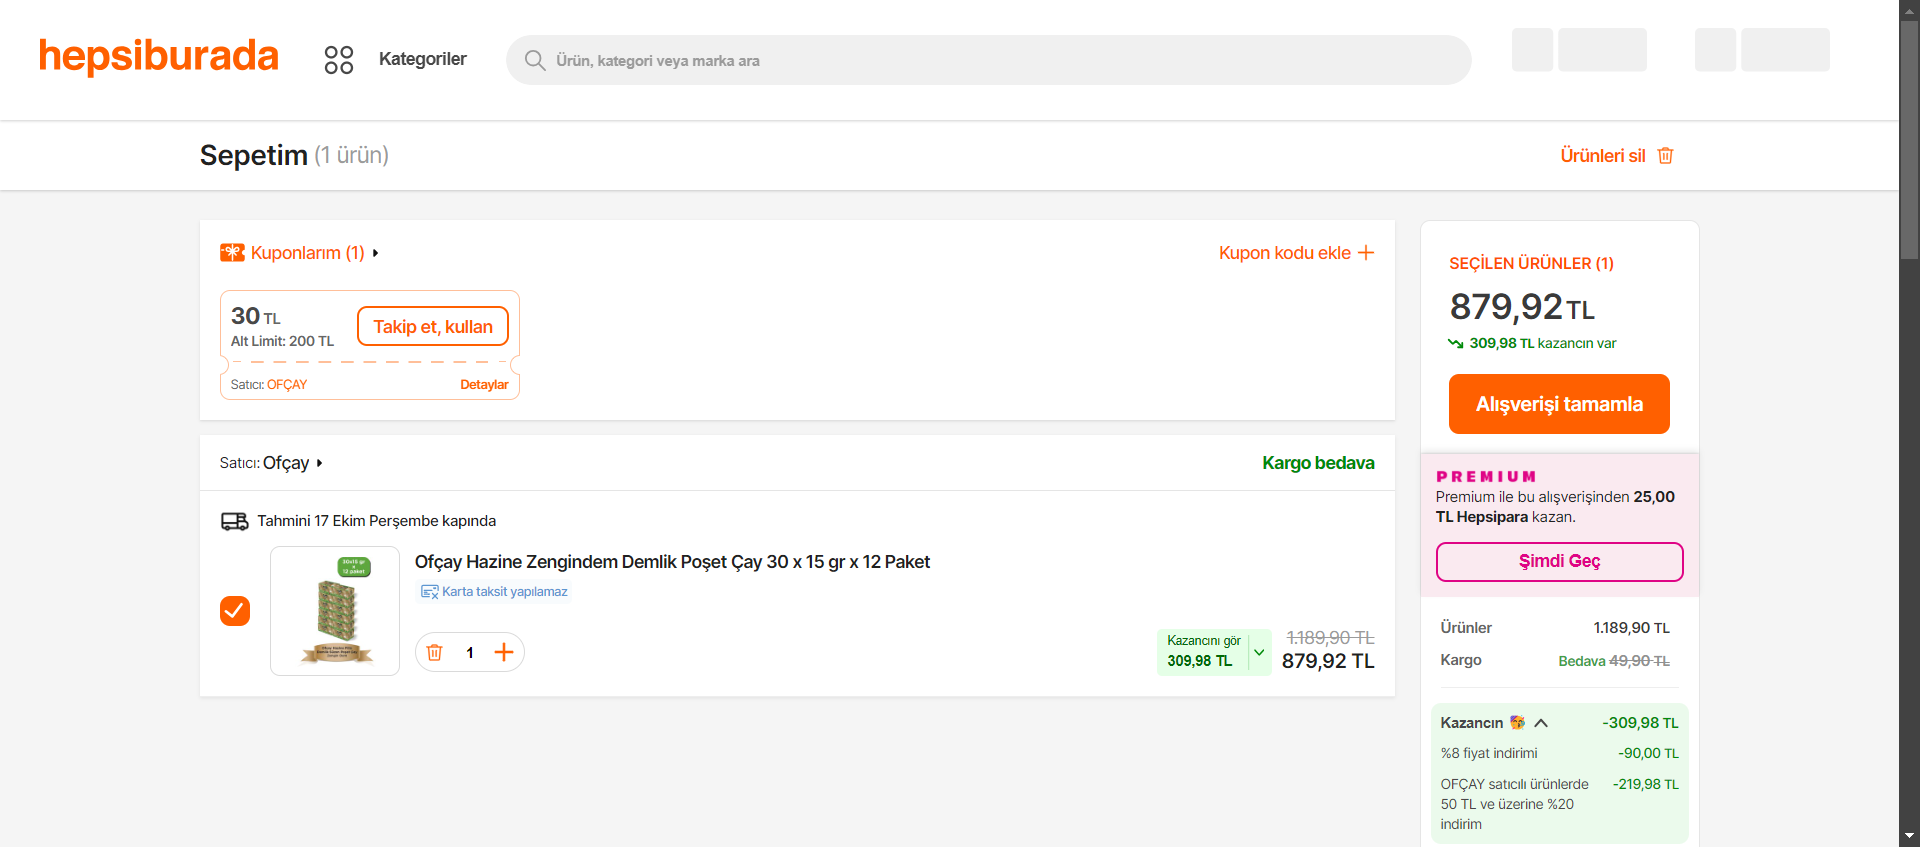 hepsiburada
Kategoriler
Ürün, kategori veya marka ara
Sepetim (1 ürün)
Ürünleri sil
Kuponlarım (1)
Kupon kodu ekle
30 TL
Alt Limit: 200 TL
Takip et, kullan
Satıcı: OFÇAY
Detaylar
Satıcı: Ofçay
Kargo bedava
Tahmini 17 Ekim Perşembe kapında
30x15 gr
x
12 paket
Ofçay Hazine Zengindem Demlik Poşet Çay 30 x 15 gr x 12 Paket
Karta taksit yapılamaz
1
Kazancını gör
309,98 TL
1.189,90 TL
879,92 TL
SEÇİLEN ÜRÜNLER (1)
879,92 TL
309,98 TL kazancın var
Alışverişi tamamla
PREMIUM
Premium ile bu alışverişinden 25,00
TL Hepsipara kazan.
Şimdi Geç
Ürünler 1.189,90 TL
Kargo Bedava 49,90 TL
Kazancın -309,98 TL
%8 fiyat indirimi -90,00 TL
OFÇAY satıcılı ürünlerde -219,98 TL
50 TL ve üzerine %20
indirim